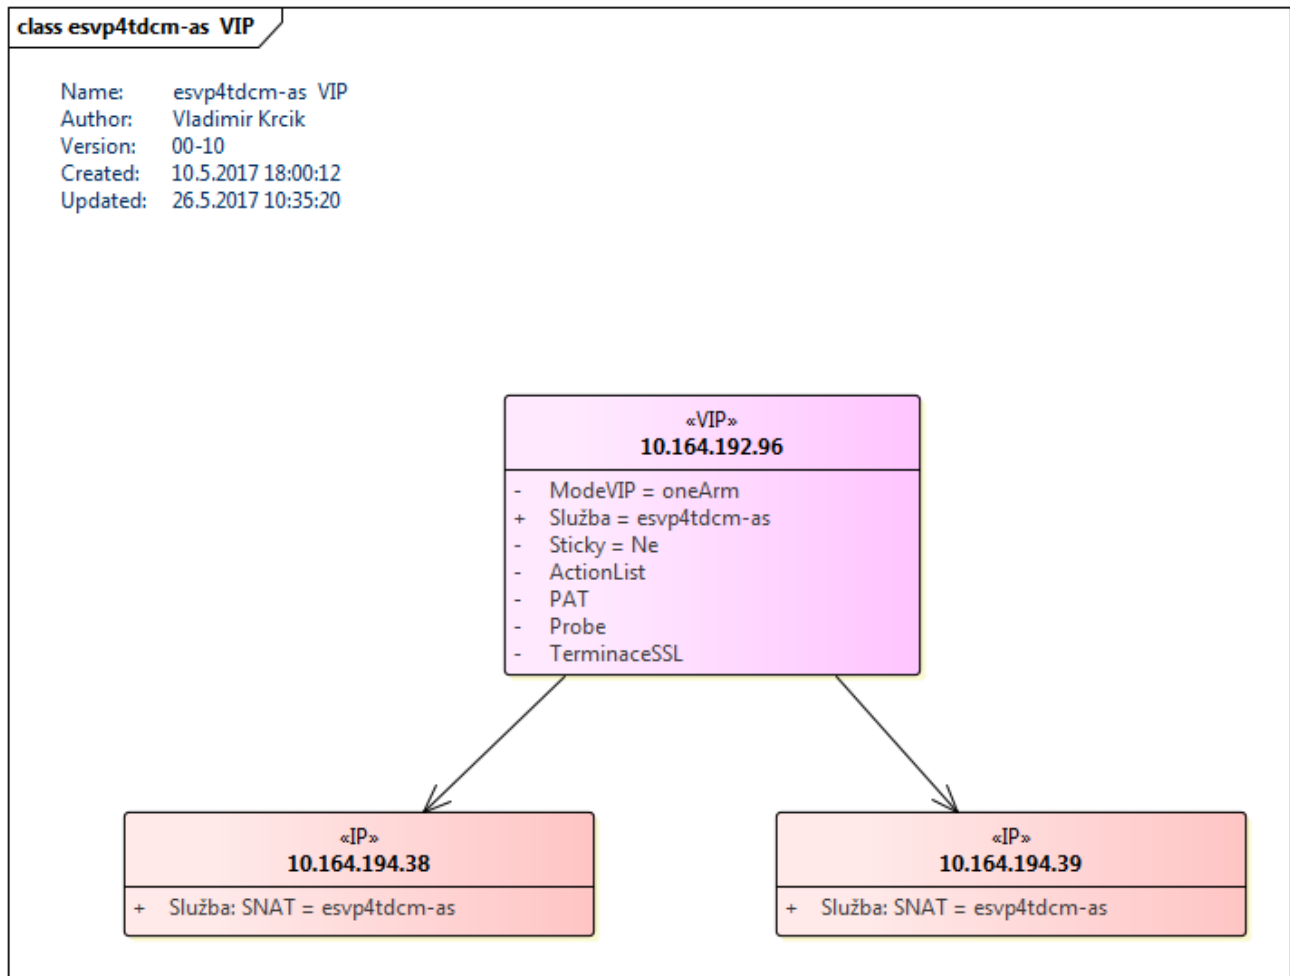 class esvp4tdcm-as VIP
Name: esvp4tdcm-as VIP
Author: Vladimir Krcik
Version: 00-10
Created: 10.5.2017 18:00:12
Updated: 26.5.2017 10:35:20
«VIP»
10.164.192.96
- ModeVIP = oneArm
+ Služba = esvp4tdcm-as
- Sticky = Ne
- ActionList
- PAT
- Probe
- TerminaceSSL
«IP»
10.164.194.38
+ Služba: SNAT = esvp4tdcm-as
«IP»
10.164.194.39
+ Služba: SNAT = esvp4tdcm-as